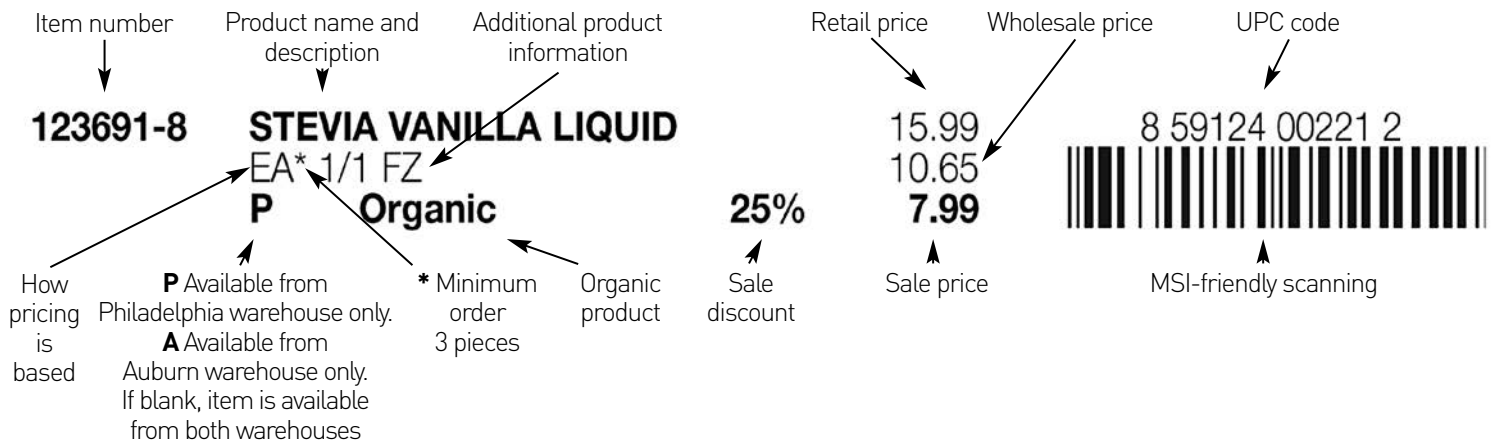 Item number
Product name and
description
Additional product
information
Retail price
Wholesale price
UPC code
123691-8 STEVIA VANILLA LIQUID 15.99 8 59124 00221 2
EA* 1/1 FZ 10.65
P Organic 25% 7.99
How
pricing
is
based
P Available from
Philadelphia warehouse only.
A Available from
Auburn warehouse only.
If blank, item is available
from both warehouses
* Minimum
order
3 pieces
Organic
product
Sale
discount
Sale price
MSI-friendly scanning